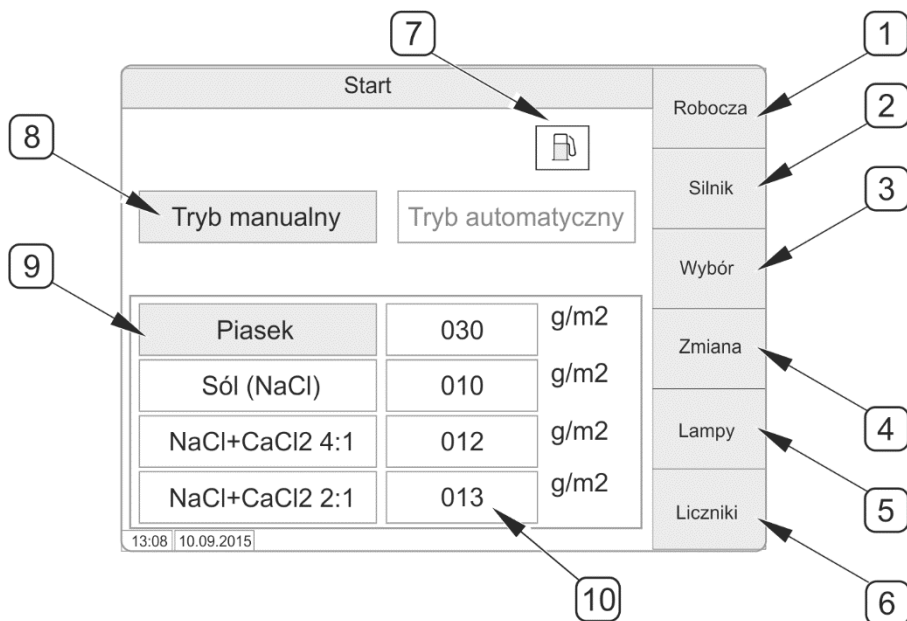 7
1
Start
Robocza
2
8
Silnik
3
Tryb manualny
Tryb automatyczny
9
Wybór
Piasek
030
g/m2
Zmiana
Sól (NaCl)
010
g/m2
4
NaCl+CaCl2 4:1
012
g/m2
Lampy
NaCl+CaCl2 2:1
013
g/m2
5
Liczniki
13:08
10.09.2015
10
6